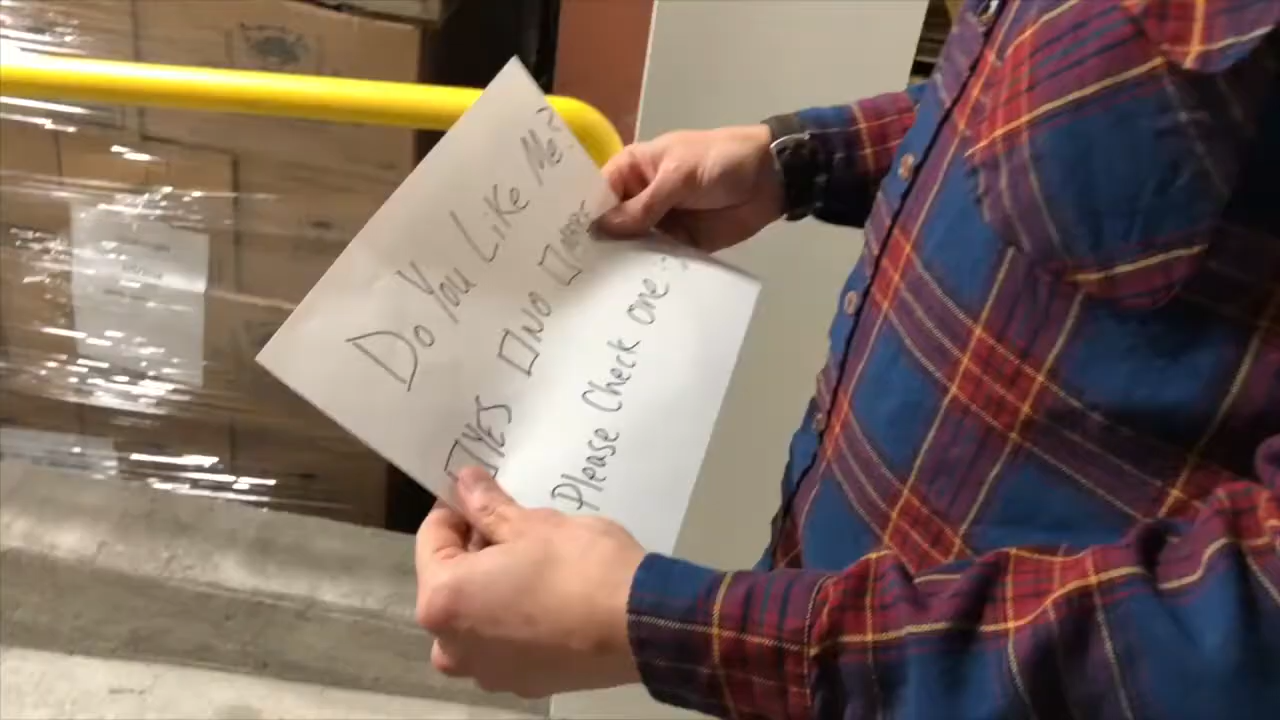 Do You Like Me?
☐YES ☐NO ☐
Please Check one :)